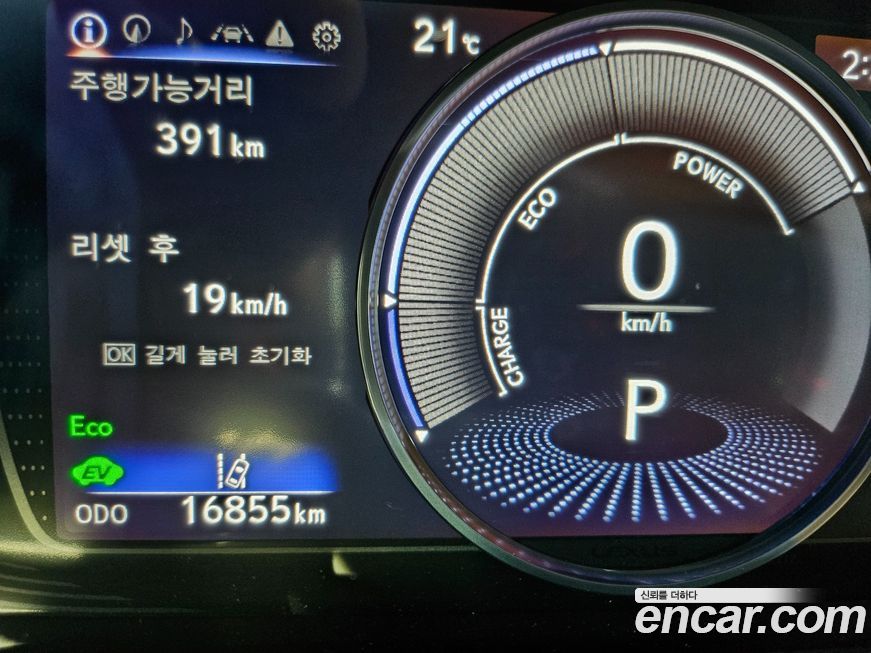 21℃
주행가능거리
391km
리셋 후
19km/h
OK 길게 눌러 초기화
Eco
EV
ODO 16855km
POWER
ECO
CHARGE
0
km/h
P
LEXUS
신뢰를 더하다
encar.com